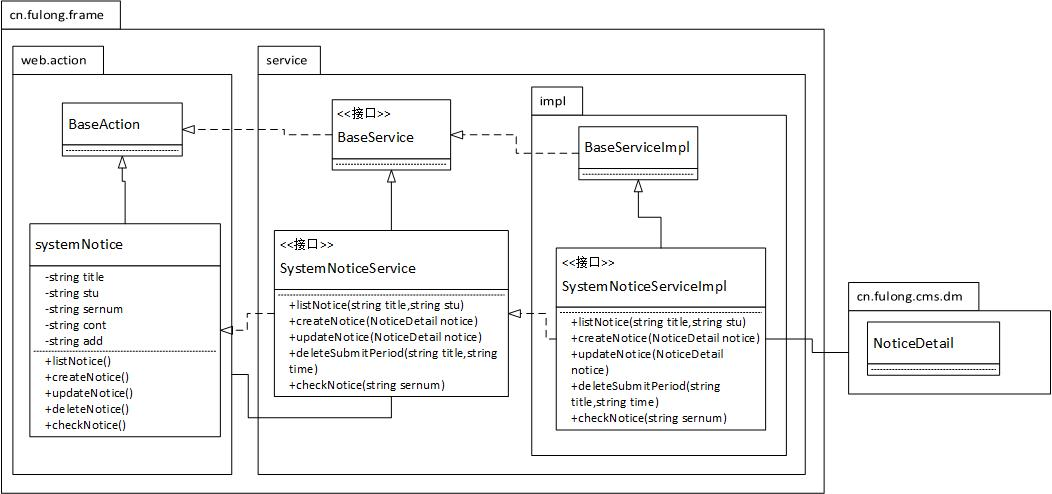 cn.fulong.frame
web.action
BaseAction
systemNotice
-string title
-string stu
-string sernum
-string cont
-string add
+listNotice()
+createNotice()
+updateNotice()
+deleteNotice()
+checkNotice()
service
<<接口>>
BaseService
<<接口>>
SystemNoticeService
+listNotice(string title,string stu)
+createNotice(NoticeDetail notice)
+updateNotice(NoticeDetail notice)
+deleteSubmitPeriod(string title,string
time)
+checkNotice(string sernum)
impl
BaseServiceImpl
<<接口>>
SystemNoticeServiceImpl
+listNotice(string title,string stu)
+createNotice(NoticeDetail notice)
+updateNotice(NoticeDetail
notice)
+deleteSubmitPeriod(string
title,string time)
+checkNotice(string sernum)
cn.fulong.cms.dm
NoticeDetail